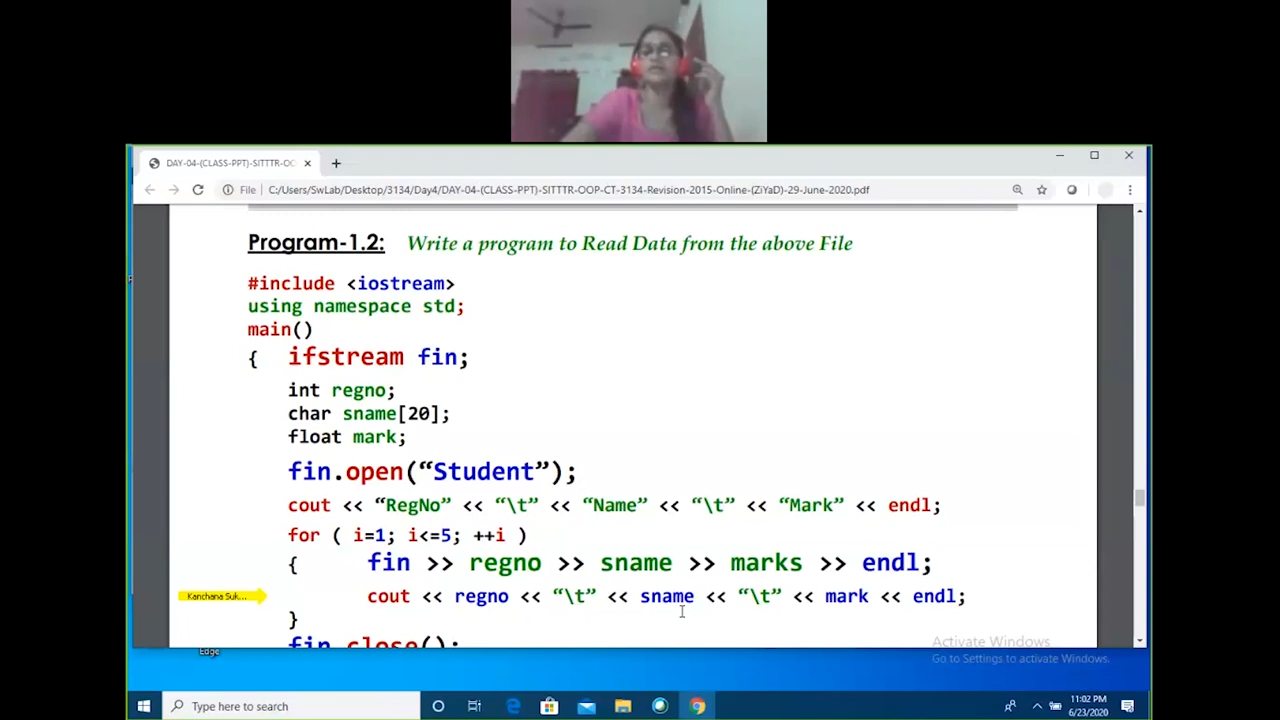 DAY-04-(CLASS-PPT)-SITTTR-OO
File C:/Users/SwLab/Desktop/3134/Day4/DAY-04-(CLASS-PPT)-SITTTR-OOP-CT-3134-Revision-2015-Online-(ZiYaD)-29-June-2020.pdf
Program-1.2: Write a program to Read Data from the above File
#include <iostream>
using namespace std;
main()
{ ifstream fin;
int regno;
char sname[20];
float mark;
fin.open(“Student”);
cout << “RegNo” << “\t” << “Name” << “\t” << “Mark” << endl;
for ( i=1; i<=5; ++i )
{ fin >> regno >> sname >> marks >> endl;
Kanchana Suk...
cout << regno << “\t” << sname << “\t” << mark << endl;
}
fin.close();
Activate Windows
Go to Settings to activate Windows.
Edge
Type here to search
11:02 PM
6/23/2020